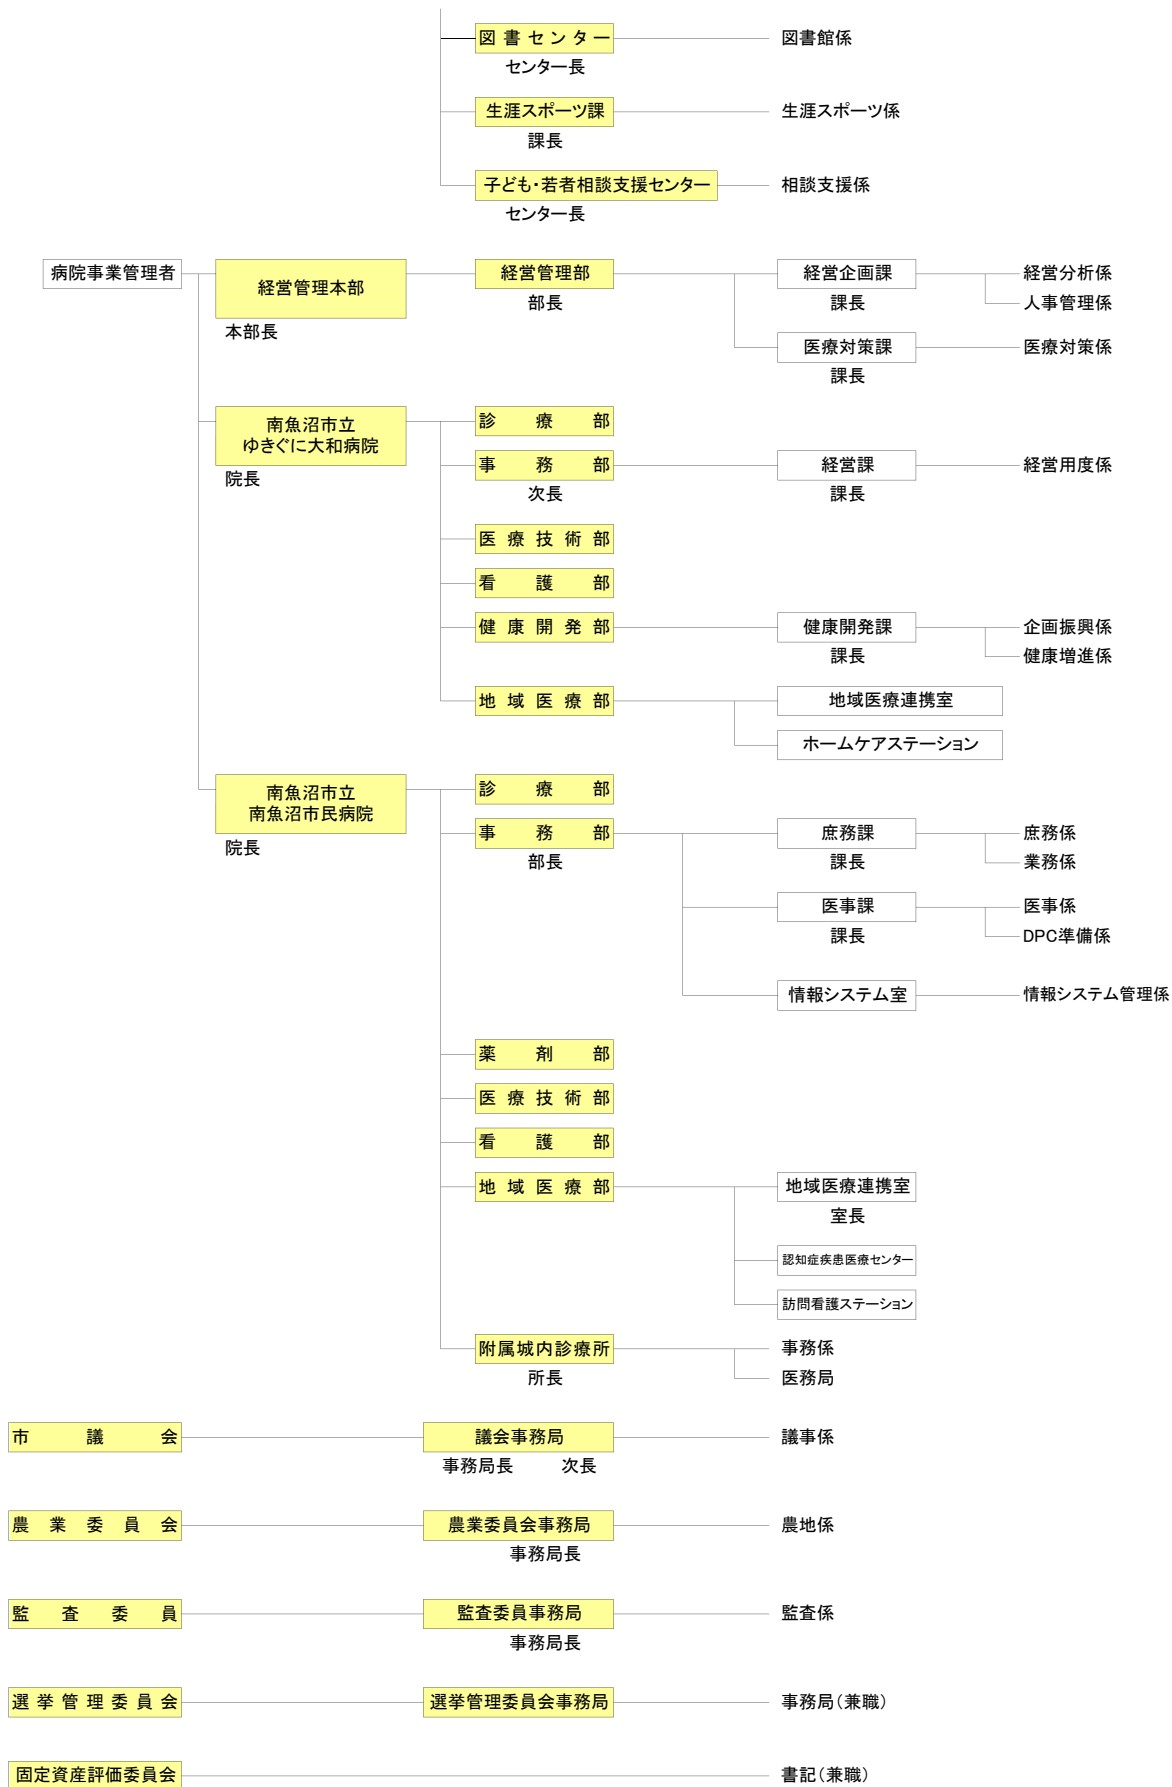 図書センター 図書館係
センター長
生涯スポーツ課 生涯スポーツ係
課長
子ども・若者相談支援センター 相談支援係
センター長
病院事業管理者 経営管理本部 経営管理部 経営企画課 経営分析係
本部長 部長 課長 人事管理係
医療対策課 医療対策係
課長
南魚沼市立
ゆきぐに大和病院
院長
診療部
事務部 経営課 経営用度係
次長 課長
医療技術部
看護部
健康開発部 健康開発課 企画振興係
課長 健康増進係
地域医療部 地域医療連携室
ホームケアステーション
南魚沼市立
南魚沼市民病院
院長
診療部
事務部 庶務課 庶務係
部長 課長 業務係
医事課 医事係
課長 DPC準備係
情報システム室 情報システム管理係
薬剤部
医療技術部
看護部
地域医療部 地域医療連携室
室長
認知症疾患医療センター
訪問看護ステーション
附属城内診療所 事務係
所長 医務局
市議会 議会事務局 議事係
事務局長 次長
農業委員会 農業委員会事務局 農地係
事務局長
監査委員 監査委員事務局 監査係
事務局長
選挙管理委員会 選挙管理委員会事務局 事務局(兼職)
固定資産評価委員会 書記(兼職)